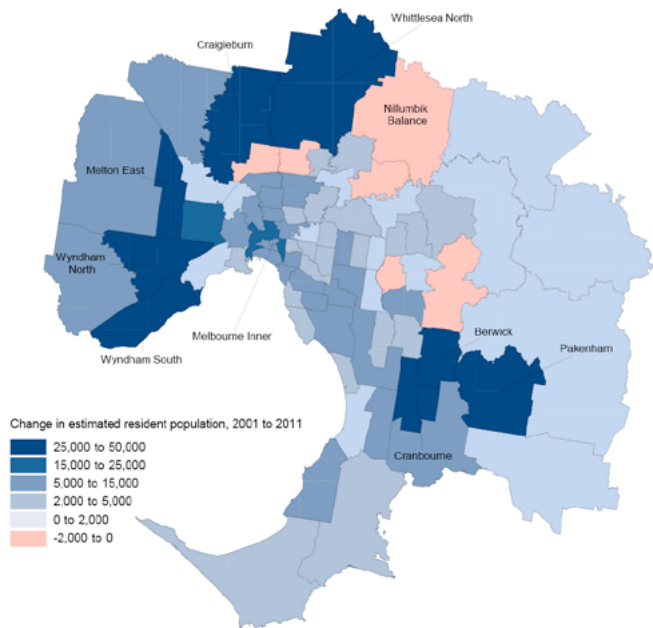 Whittlesea North
Craigieburn
Nillumbik
Balance
Melton East
Wyndham
North
Melbourne Inner
Wyndham South
Berwick
Pakenham
Cranbourne
Change in estimated resident population, 2001 to 2011
25,000 to 50,000
15,000 to 25,000
5,000 to 15,000
2,000 to 5,000
0 to 2,000
-2,000 to 0